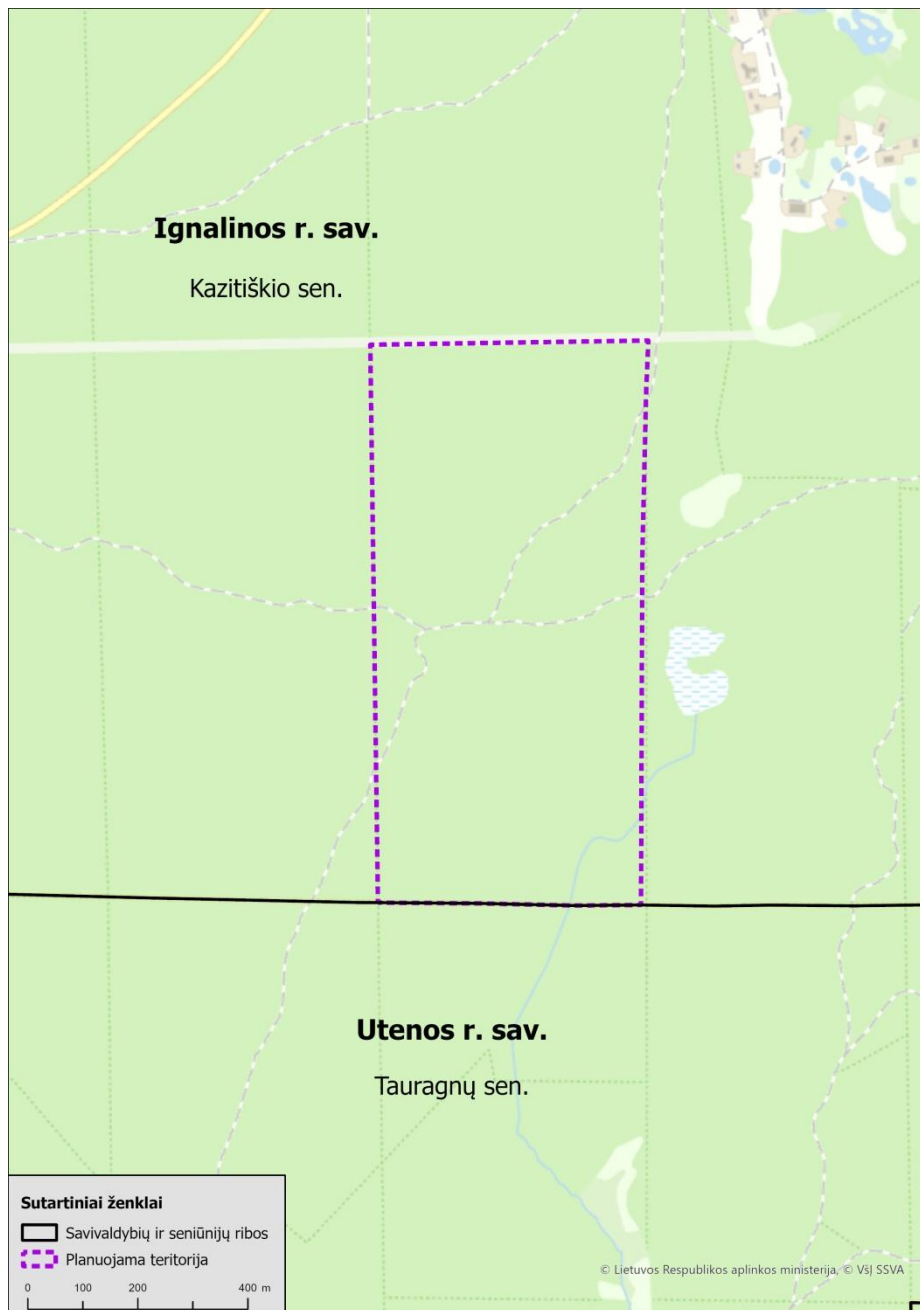 Ignalinos r. sav.
Kazitiškio sen.
Utenos r. sav.
Tauragnų sen.
Sutartiniai ženklai
Savivaldybių ir seniūnijų ribos
Planuojama teritorija
0 100 200 400 m
© Lietuvos Respublikos aplinkos ministerija, © VšĮ SSVA